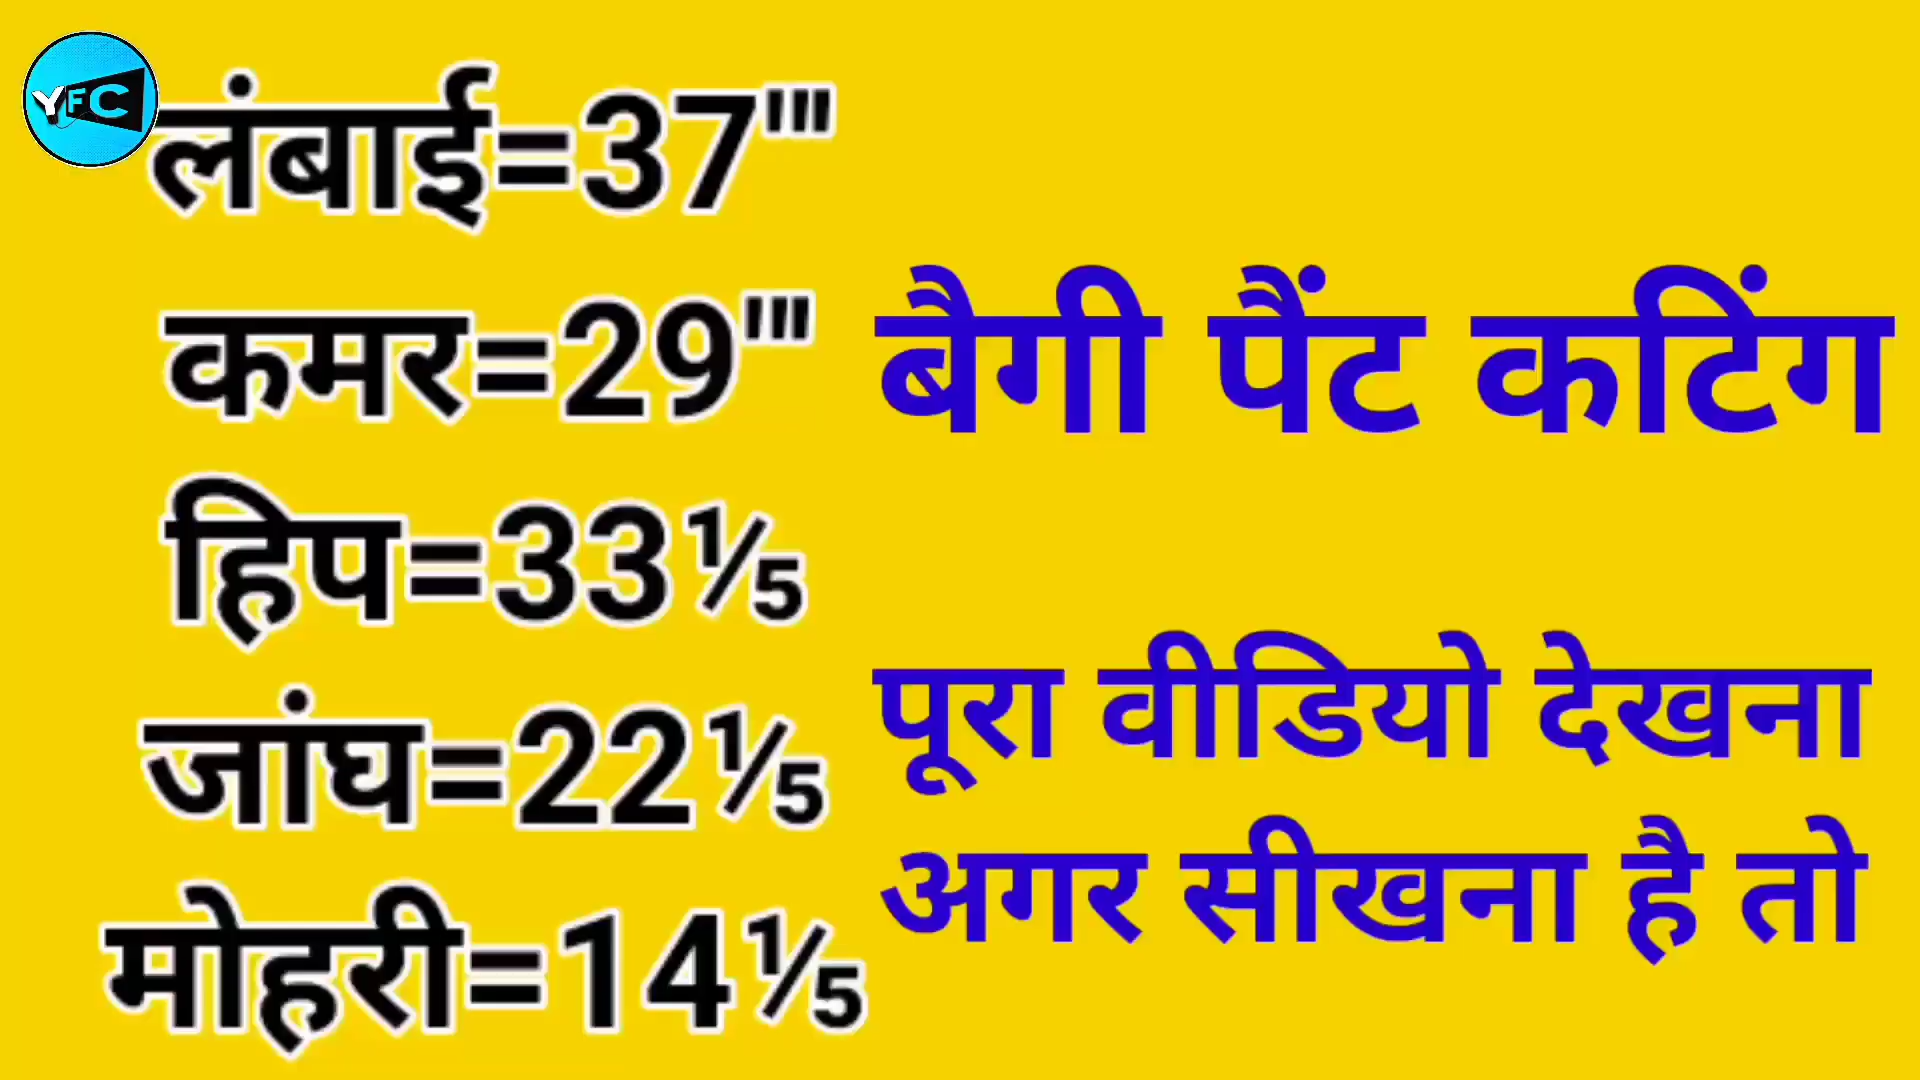 YFC
लंबाई=37'''
कमर=29'''
हिप=33⅕
जांघ=22⅕
मोहरी=14⅕
बैगी पैंट कटिंग
पूरा वीडियो देखना
अगर सीखना है तो